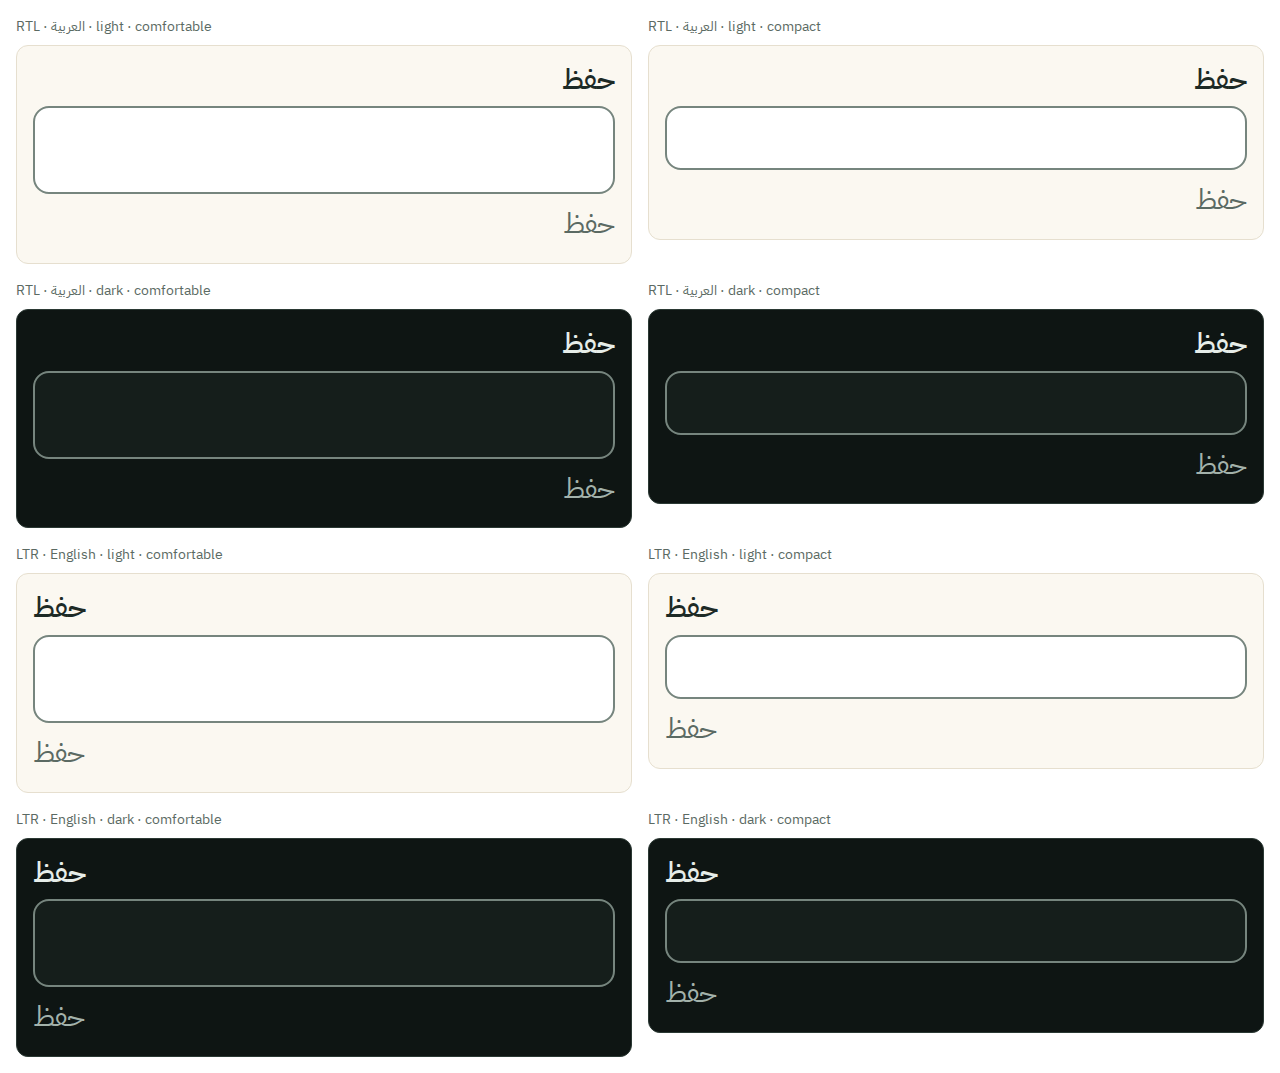 RTL · العربية · light · comfortable
حفظ
حفظ
RTL · العربية · light · compact
حفظ
حفظ
RTL · العربية · dark · comfortable
حفظ
حفظ
RTL · العربية · dark · compact
حفظ
حفظ
LTR · English · light · comfortable
حفظ
حفظ
LTR · English · light · compact
حفظ
حفظ
LTR · English · dark · comfortable
حفظ
حفظ
LTR · English · dark · compact
حفظ
حفظ